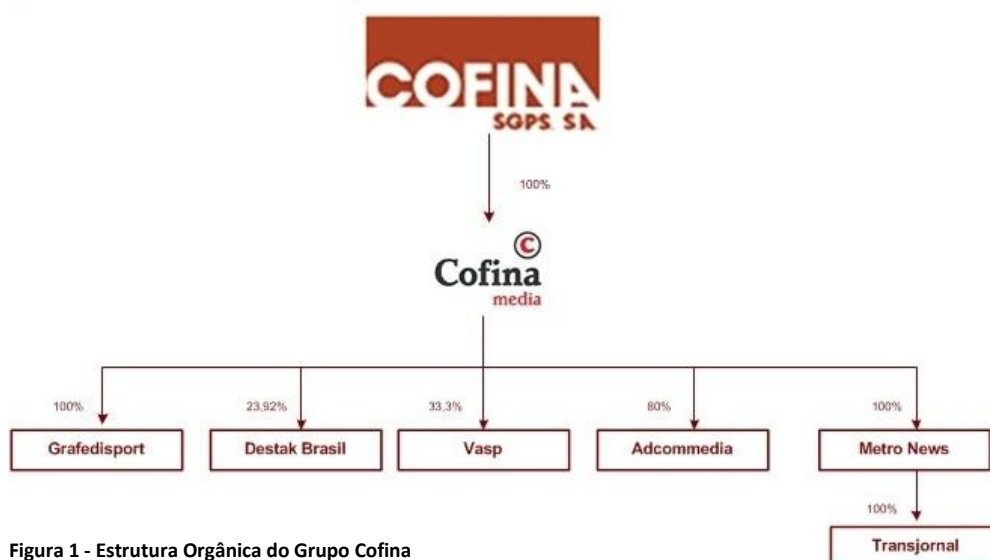 COFINA
SGPS, SA
100%
C
Cofina
media
100%
23,92%
33,3%
80%
100%
Grafedisport
Destak Brasil
Vasp
Adcommedia
Metro News
100%
Transjornal
Figura 1 - Estrutura Orgânica do Grupo Cofina